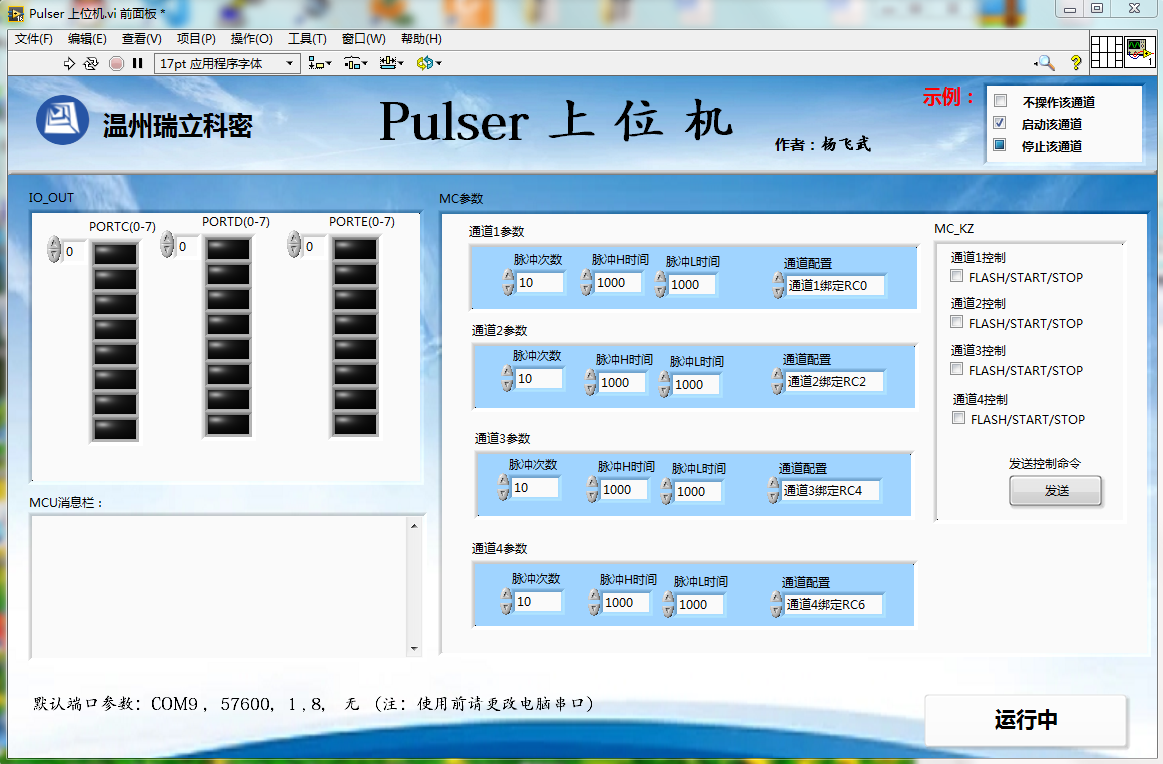 Pulser 上位机.vi 前面板 *
文件(F) 编辑(E) 查看(V) 项目(P) 操作(O) 工具(T) 窗口(W) 帮助(H)
17pt 应用程序字体
温州瑞立科密
Pulser 上位机
作者：杨飞武
示例：
不操作该通道
启动该通道
停止该通道
IO_OUT
PORTC(0-7) PORTD(0-7) PORTE(0-7)
0 0 0
MCU消息栏：
MC参数
通道1参数
脉冲次数 脉冲H时间 脉冲L时间 通道配置
10 1000 1000 通道1绑定RC0
通道2参数
脉冲次数 脉冲H时间 脉冲L时间 通道配置
10 1000 1000 通道2绑定RC2
通道3参数
脉冲次数 脉冲H时间 脉冲L时间 通道配置
10 1000 1000 通道3绑定RC4
通道4参数
脉冲次数 脉冲H时间 脉冲L时间 通道配置
10 1000 1000 通道4绑定RC6
MC_KZ
通道1控制
FLASH/START/STOP
通道2控制
FLASH/START/STOP
通道3控制
FLASH/START/STOP
通道4控制
FLASH/START/STOP
发送控制命令
发送
默认端口参数：COM9，57600，1,8，无（注：使用前请更改电脑串口）
运行中